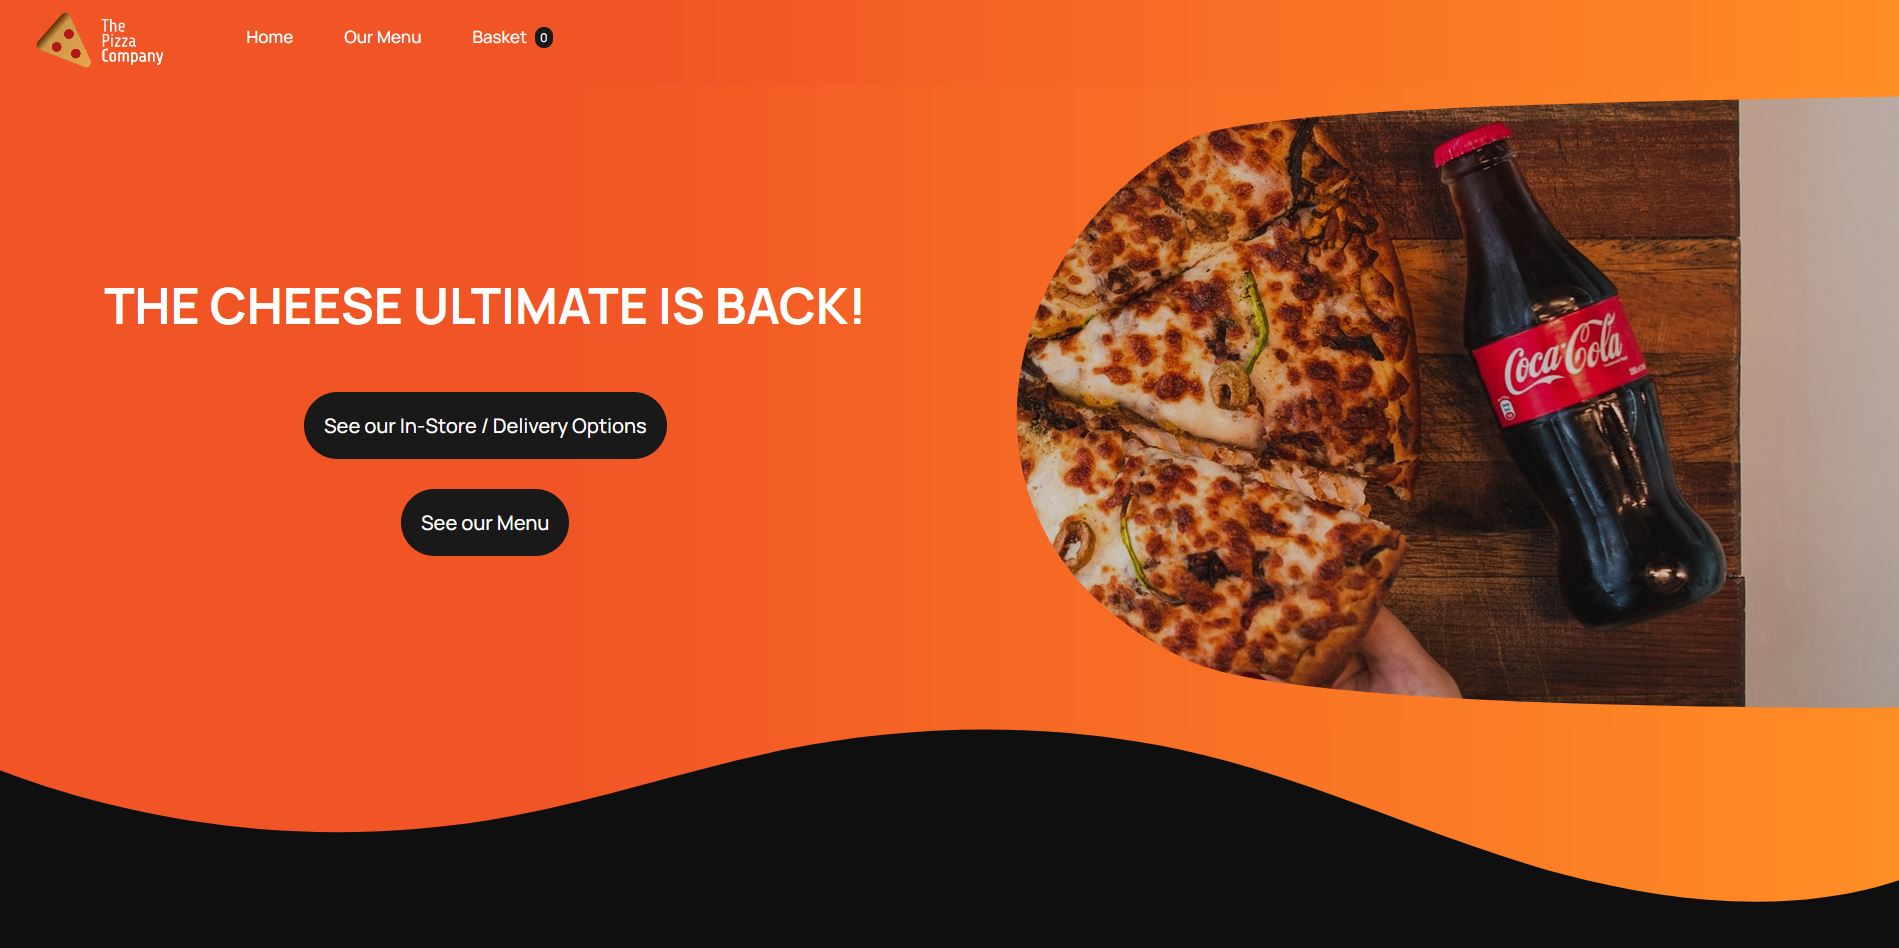 The
Pizza
Company
Home
Our Menu
Basket 0
THE CHEESE ULTIMATE IS BACK!
See our In-Store / Delivery Options
See our Menu
Coca-Cola